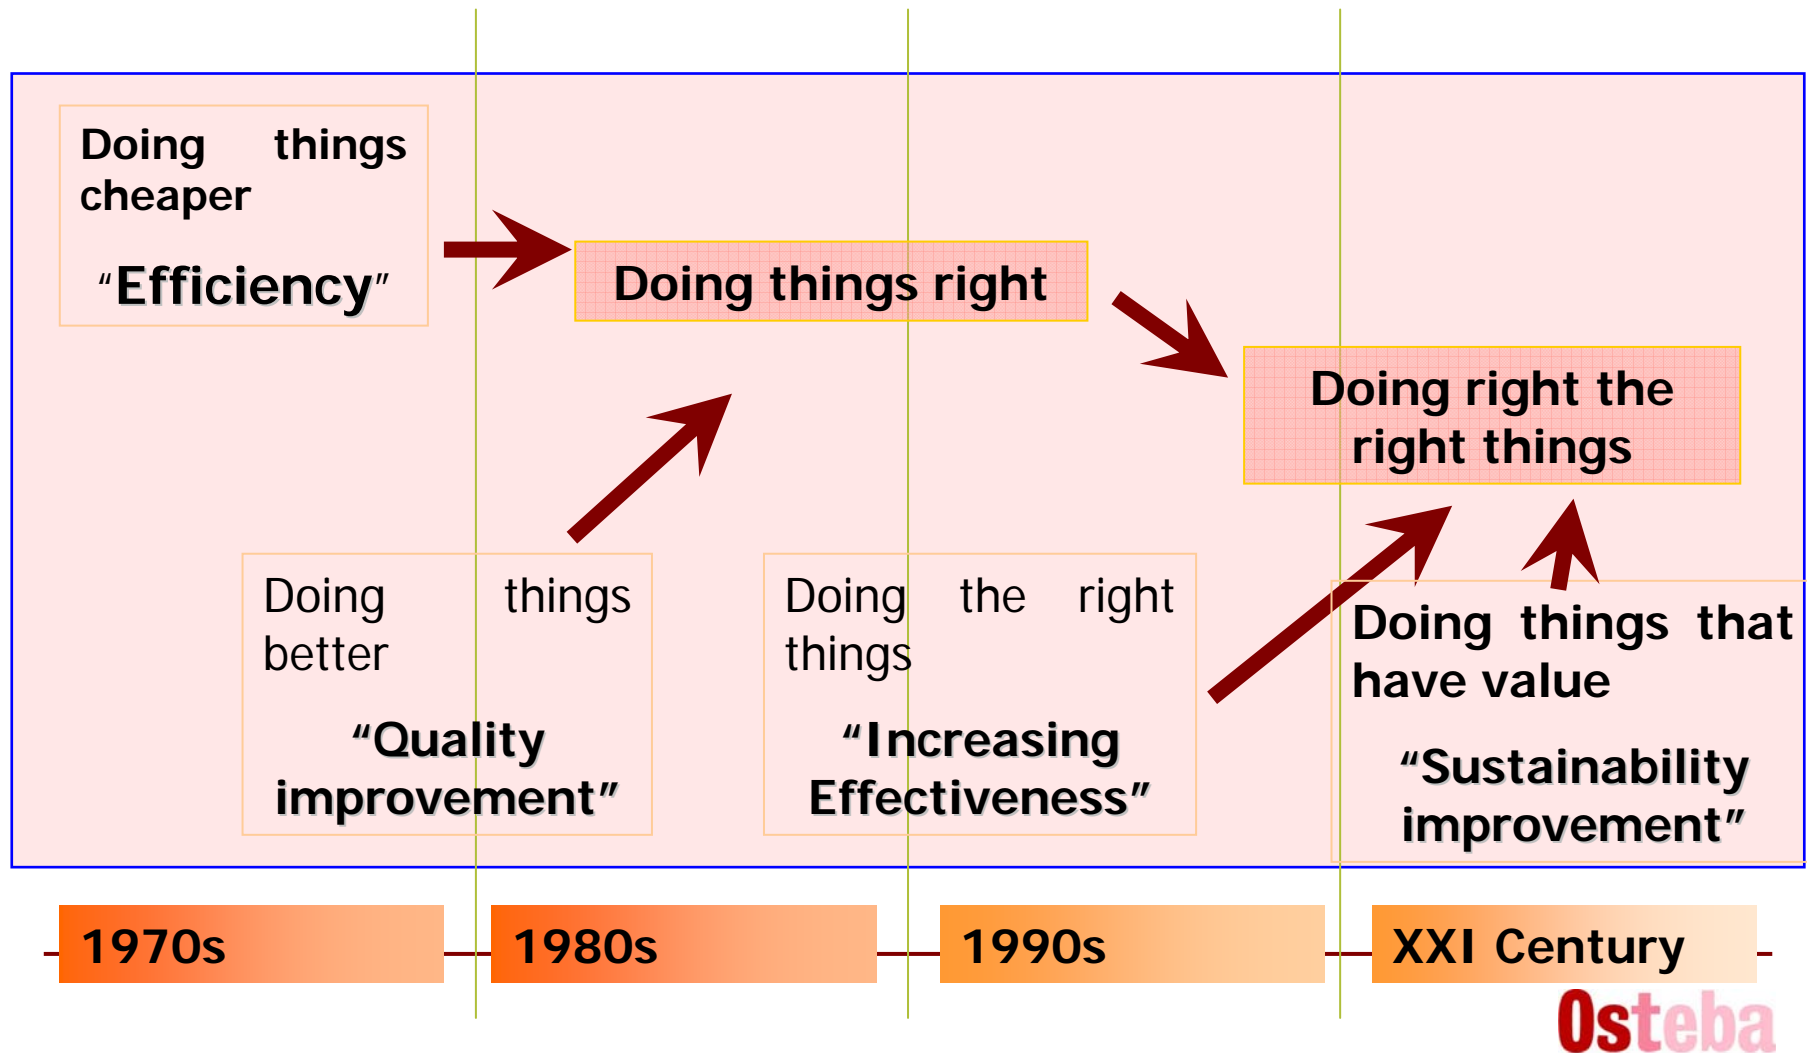 Doing things
cheaper
“Efficiency”
Doing things right
Doing right the
right things
Doing things
better
“Quality
improvement”
Doing the right
things
“Increasing
Effectiveness”
Doing things that
have value
“Sustainability
improvement”
1970s
1980s
1990s
XXI Century
Osteba